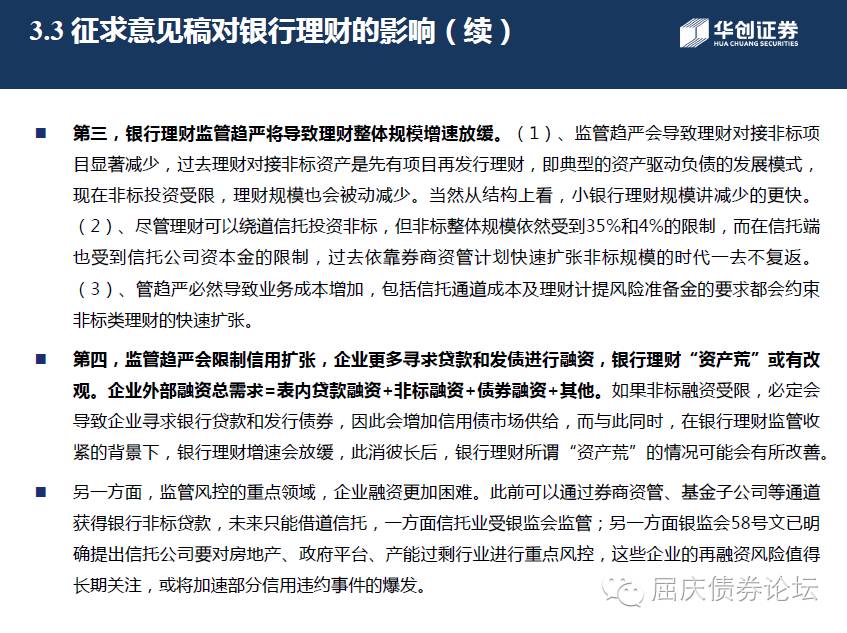 3.3 征求意见稿对银行理财的影响（续）
华创证券
HUA CHUANG SECURITIES
■ 第三，银行理财监管趋严将导致理财整体规模增速放缓。（1）、监管趋严会导致理财对接非标项
目显著减少，过去理财对接非标资产是先有项目再发行理财，即典型的资产驱动负债的发展模式，
现在非标投资受限，理财规模也会被动减少。当然从结构上看，小银行理财规模讲减少的更快。
（2）、尽管理财可以绕道信托投资非标，但非标整体规模依然受到35%和4%的限制，而在信托端
也受到信托公司资本金的限制，过去依靠券商资管计划快速扩张非标规模的时代一去不复返。
（3）、管趋严必然导致业务成本增加，包括信托通道成本及理财计提风险准备金的要求都会约束
非标类理财的快速扩张。
■ 第四，监管趋严会限制信用扩张，企业更多寻求贷款和发债进行融资，银行理财“资产荒”或有改
观。企业外部融资总需求=表内贷款融资+非标融资+债券融资+其他。如果非标融资受限，必定会
导致企业寻求银行贷款和发行债券，因此会增加信用债市场供给，而与此同时，在银行理财监管收
紧的背景下，银行理财增速会放缓，此消彼长后，银行理财所谓“资产荒”的情况可能会有所改善。
■ 另一方面，监管风控的重点领域，企业融资更加困难。此前可以通过券商资管、基金子公司等通道
获得银行非标贷款，未来只能借道信托，一方面信托业受银监会监管；另一方面银监会58号文已明
确提出信托公司要对房地产、政府平台、产能过剩行业进行重点风控，这些企业的再融资风险值得
长期关注，或将加速部分信用违约事件的爆发。
屈庆债券论坛